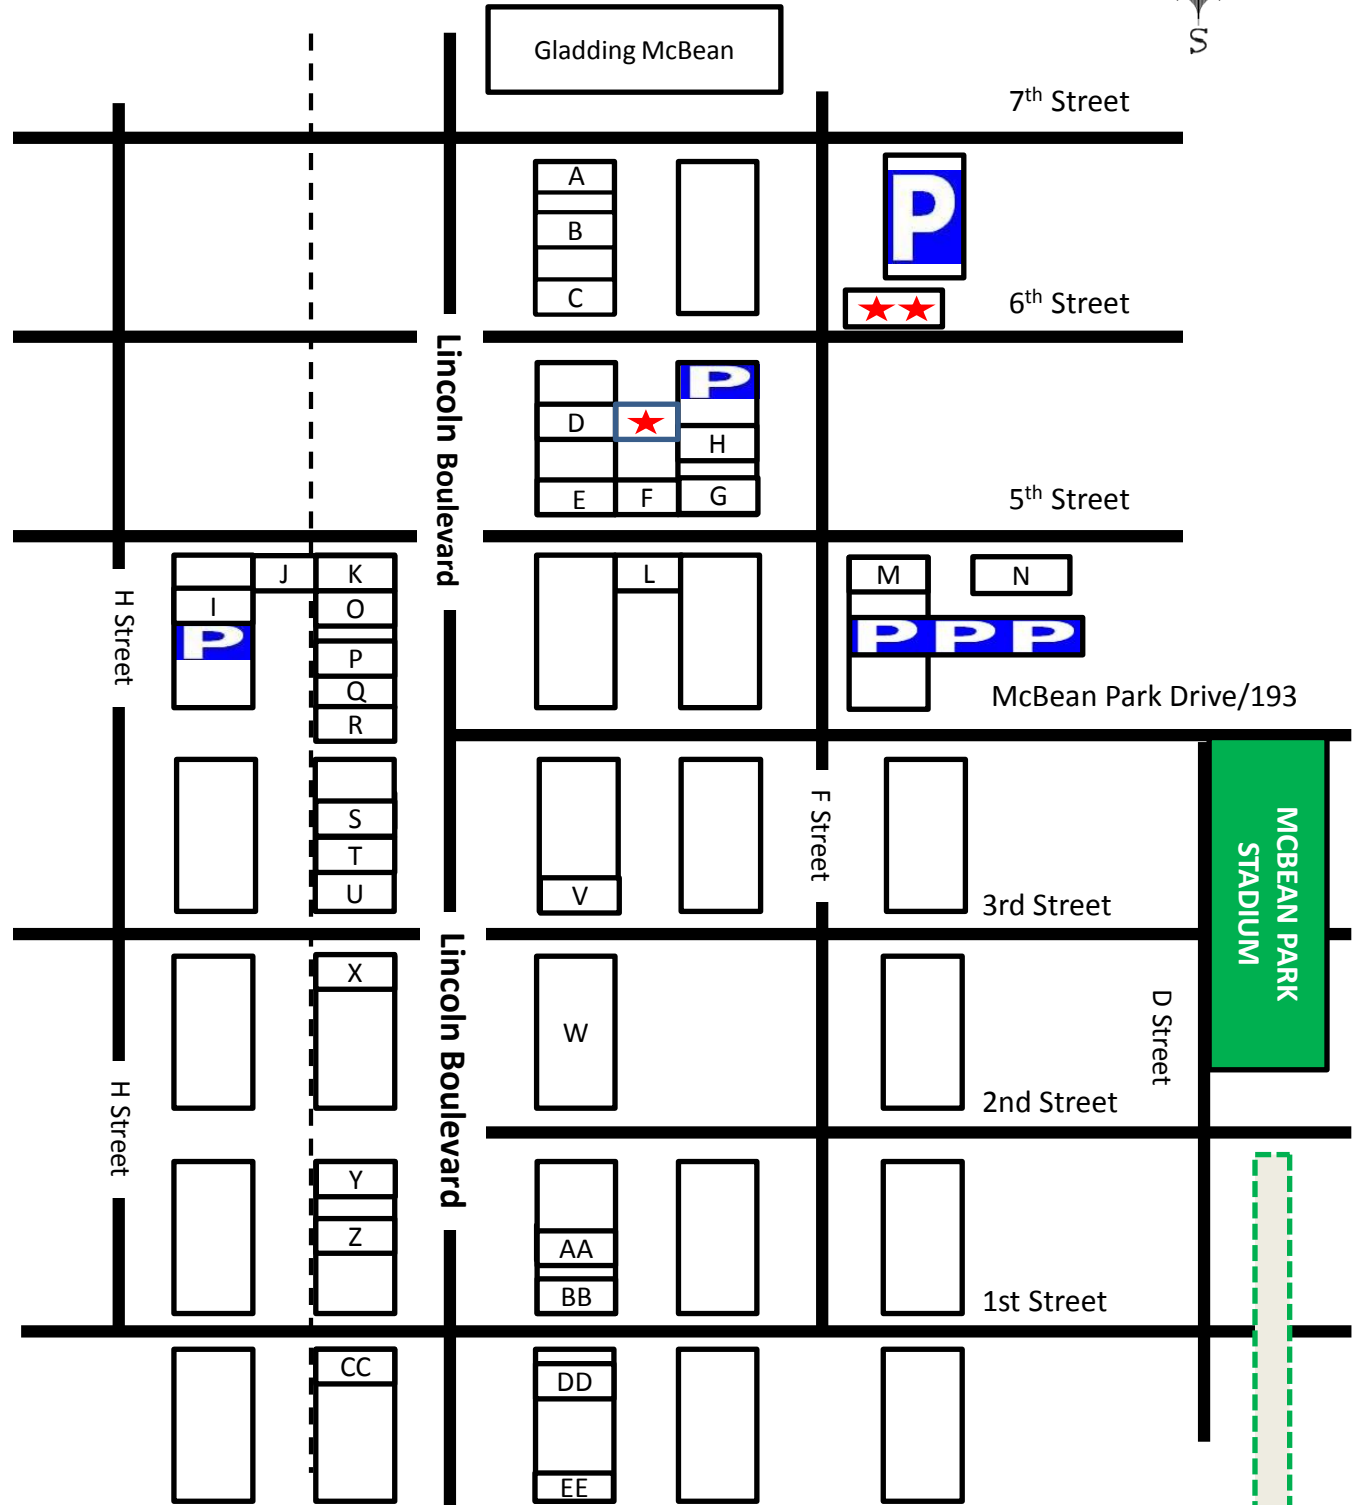 S
Gladding McBean
7th Street
A
B
P
C
6th Street
Lincoln Boulevard
P
D
H
E
F
G
5th Street
J
K
L
M
N
I
O
H Street
P
P
P P P
Q
R
McBean Park Drive/193
S
T
U
F Street
V
MCBEAN PARK
STADIUM
3rd Street
Lincoln Boulevard
X
W
D Street
2nd Street
H Street
Y
Z
AA
BB
1st Street
CC
DD
EE